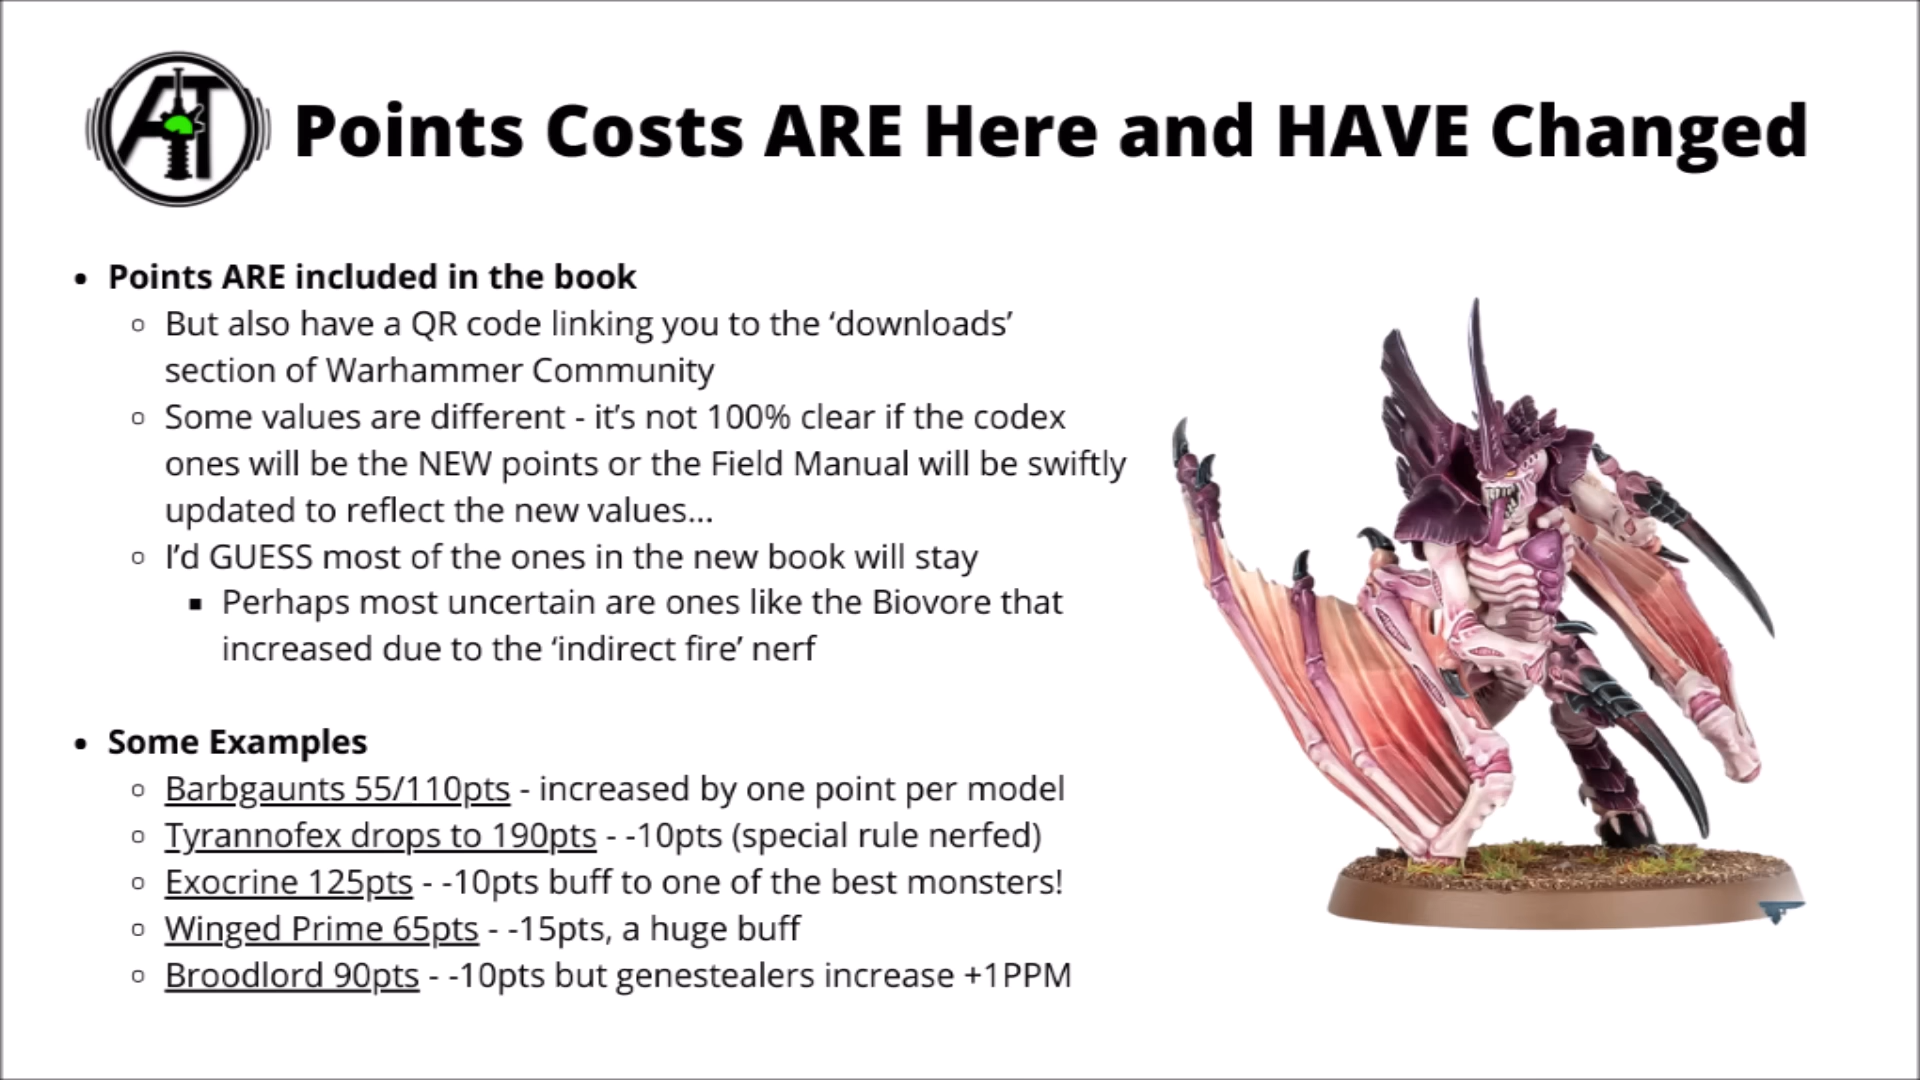 AT
Points Costs ARE Here and HAVE Changed
• Points ARE included in the book
○ But also have a QR code linking you to the ‘downloads’
section of Warhammer Community
○ Some values are different - it’s not 100% clear if the codex
ones will be the NEW points or the Field Manual will be swiftly
updated to reflect the new values...
○ I’d GUESS most of the ones in the new book will stay
▪ Perhaps most uncertain are ones like the Biovore that
increased due to the ‘indirect fire’ nerf
• Some Examples
○ Barbgaunts 55/110pts - increased by one point per model
○ Tyrannofex drops to 190pts - -10pts (special rule nerfed)
○ Exocrine 125pts - -10pts buff to one of the best monsters!
○ Winged Prime 65pts - -15pts, a huge buff
○ Broodlord 90pts - -10pts but genestealers increase +1PPM